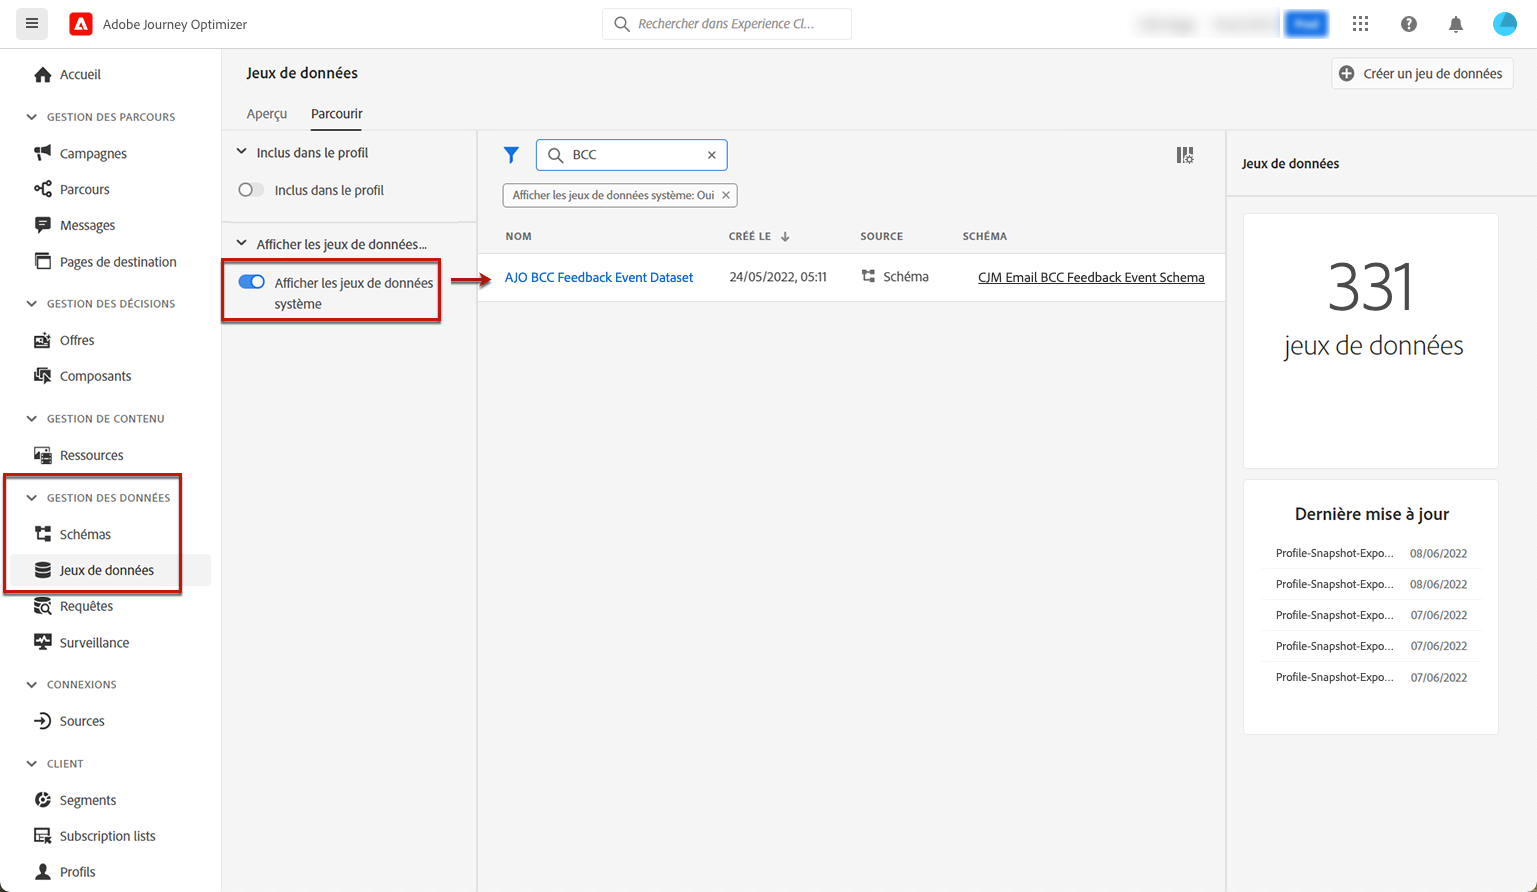 Adobe Journey Optimizer
Rechercher dans Experience Cl...
Accueil
GESTION DES PARCOURS
Campagnes
Parcours
Messages
Pages de destination
GESTION DES DÉCISIONS
Offres
Composants
GESTION DE CONTENU
Ressources
GESTION DES DONNÉES
Schémas
Jeux de données
Requêtes
Surveillance
CONNEXIONS
Sources
CLIENT
Segments
Subscription lists
Profils
Jeux de données
Créer un jeu de données
Aperçu Parcourir
Inclus dans le profil
Inclus dans le profil
Afficher les jeux de données...
Afficher les jeux de données
système
BCC
Afficher les jeux de données système: Oui
NOM CRÉÉ LE SOURCE SCHÉMA
AJO BCC Feedback Event Dataset 24/05/2022, 05:11 Schéma CJM Email BCC Feedback Event Schema
Jeux de données
331
jeux de données
Dernière mise à jour
Profile-Snapshot-Expo... 08/06/2022
Profile-Snapshot-Expo... 08/06/2022
Profile-Snapshot-Expo... 07/06/2022
Profile-Snapshot-Expo... 07/06/2022
Profile-Snapshot-Expo... 07/06/2022